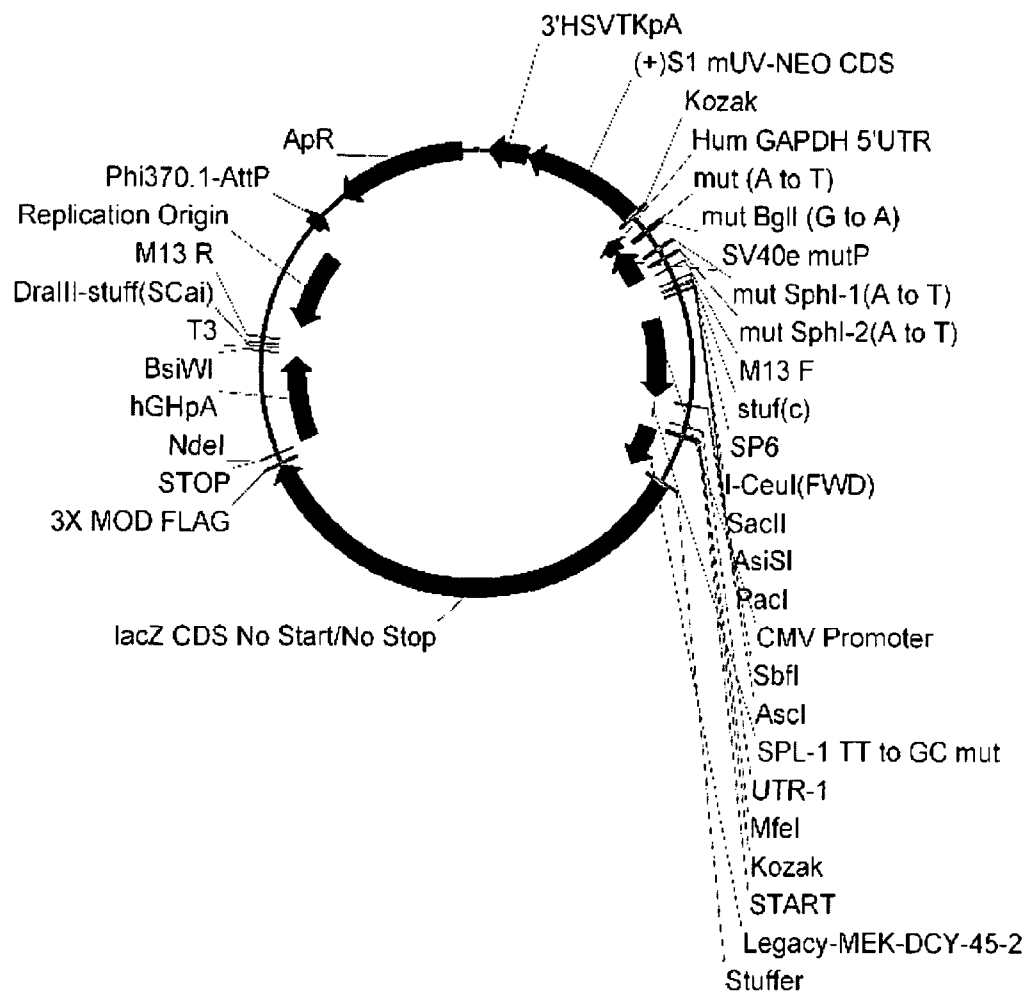 3'HSVTKpA
(+)S1 mUV-NEO CDS
Kozak
Hum GAPDH 5'UTR
mut (A to T)
mut BglI (G to A)
SV40e mutP
mut SphI-1(A to T)
mut SphI-2(A to T)
M13 F
stuf(c)
SP6
I-CeuI(FWD)
SacII
AsiSI
PacI
CMV Promoter
SbfI
AscI
SPL-1 TT to GC mut
UTR-1
MfeI
Kozak
START
Legacy-MEK-DCY-45-2
Stuffer
ApR
Phi370.1-AttP
Replication Origin
M13 R
DraIII-stuff(SCai)
T3
BsiWI
hGHpA
NdeI
STOP
3X MOD FLAG
lacZ CDS No Start/No Stop